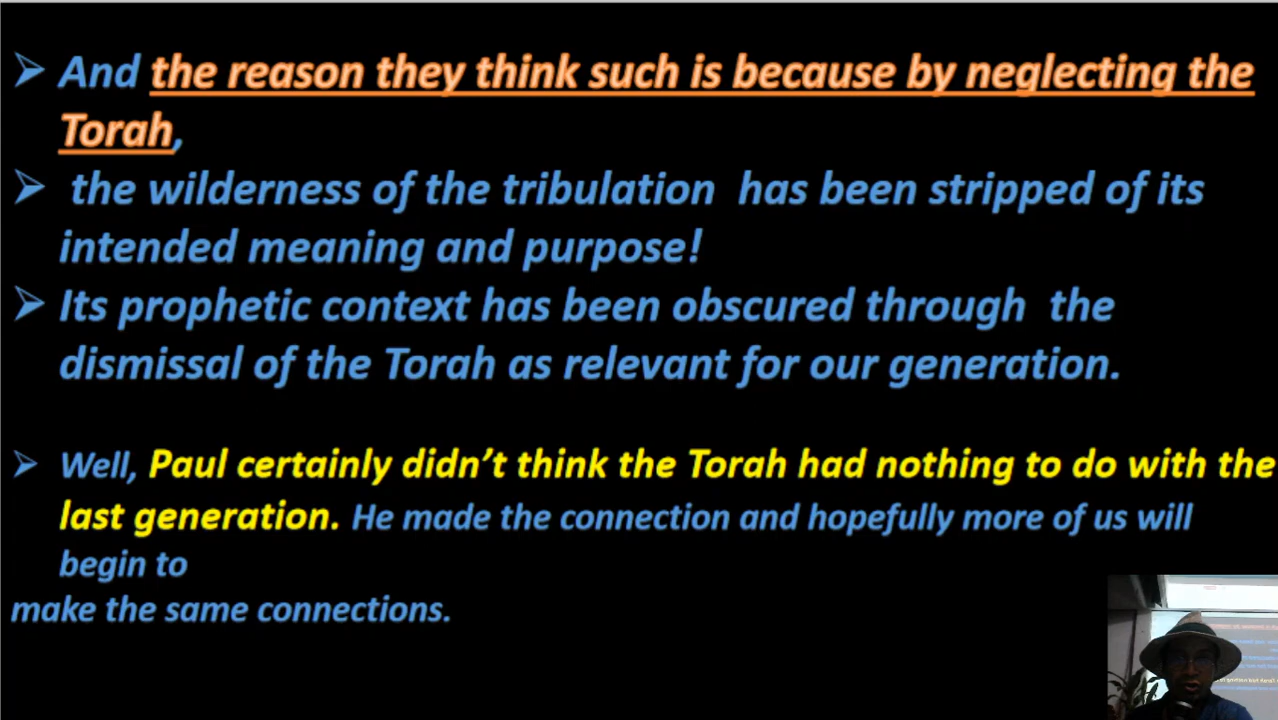 ➢ And the reason they think such is because by neglecting the
Torah,
➢ the wilderness of the tribulation has been stripped of its
intended meaning and purpose!
➢ Its prophetic context has been obscured through the
dismissal of the Torah as relevant for our generation.
➢ Well, Paul certainly didn’t think the Torah had nothing to do with the
last generation. He made the connection and hopefully more of us will
begin to
make the same connections.